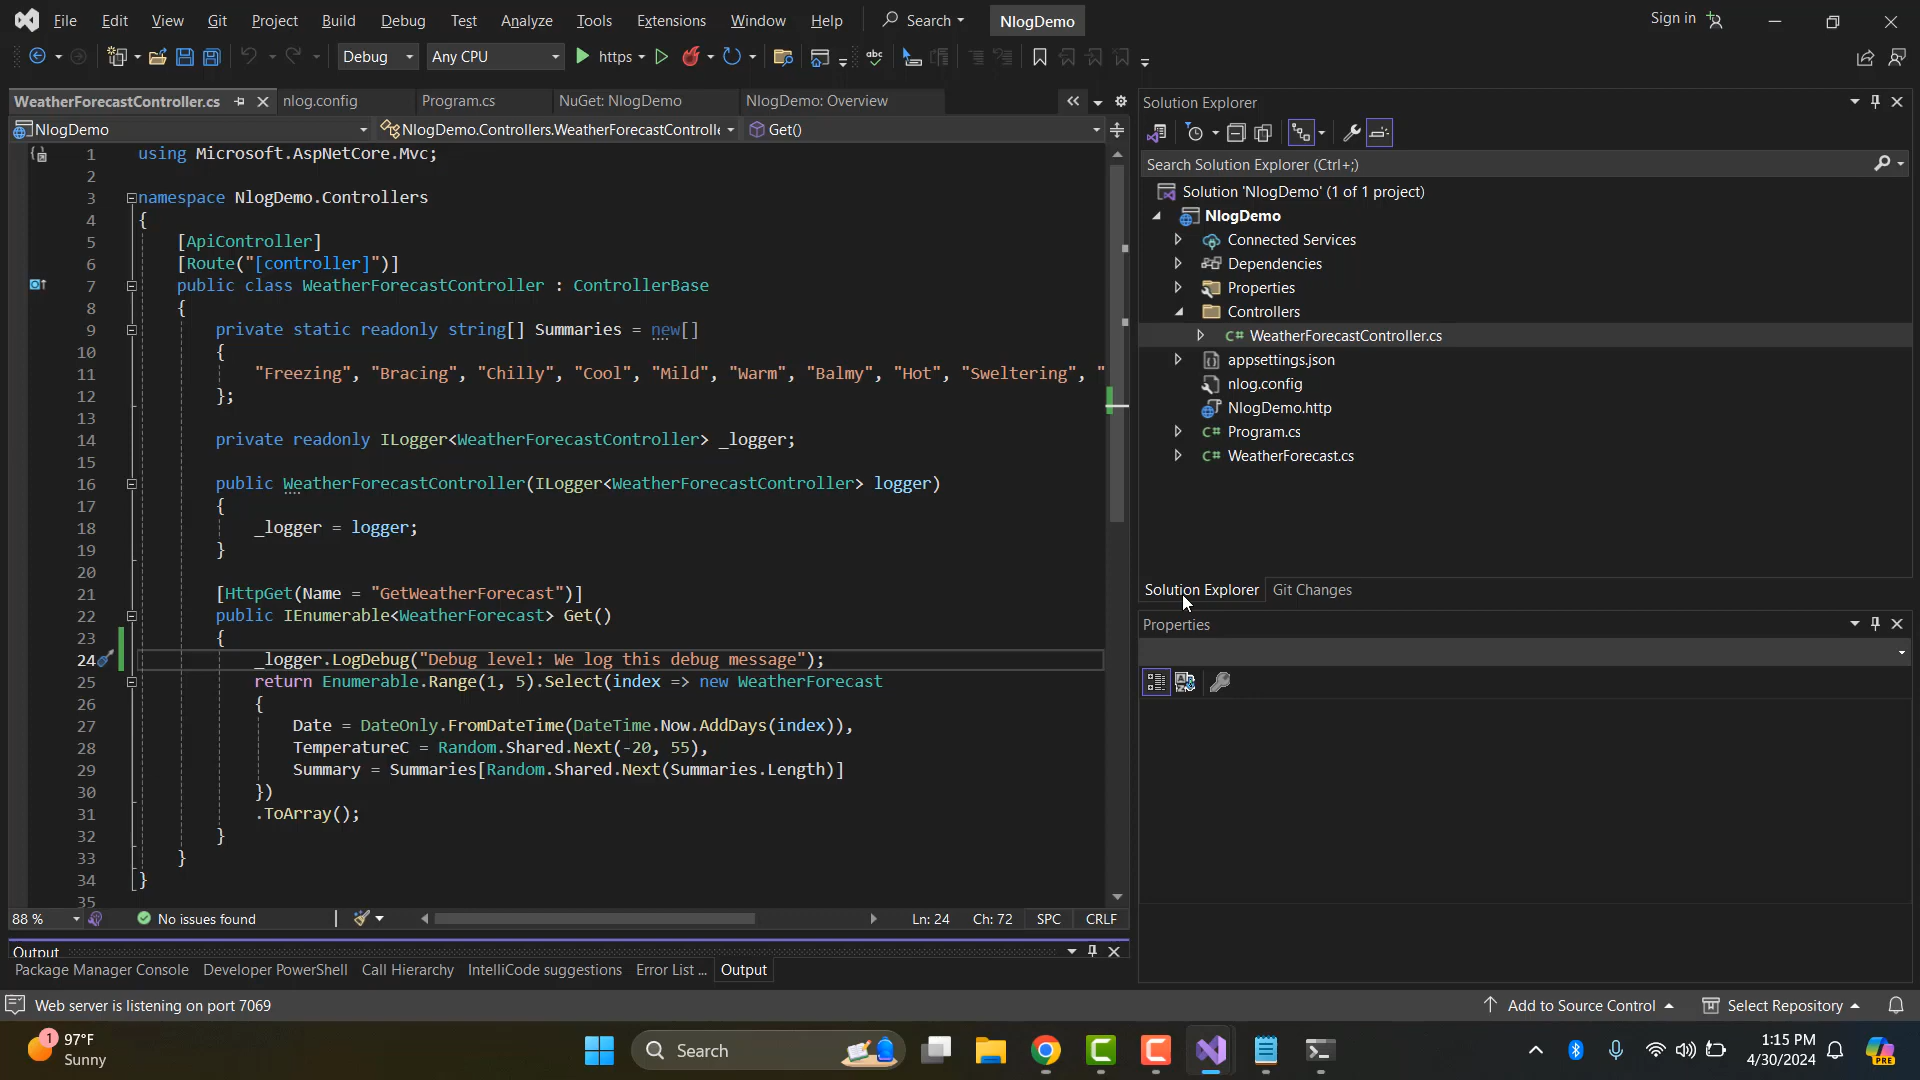 File Edit View Git Project Build Debug Test Analyze Tools Extensions Window Help Search NlogDemo Sign in
Debug Any CPU https
WeatherForecastController.cs nlog.config Program.cs NuGet: NlogDemo NlogDemo: Overview
NlogDemo NlogDemo.Controllers.WeatherForecastControlle Get()
1 using Microsoft.AspNetCore.Mvc;
2
3 namespace NlogDemo.Controllers
4 {
5 [ApiController]
6 [Route("[controller]")]
7 public class WeatherForecastController : ControllerBase
8 {
9 private static readonly string[] Summaries = new[]
10 {
11 "Freezing", "Bracing", "Chilly", "Cool", "Mild", "Warm", "Balmy", "Hot", "Sweltering", "
12 };
13
14 private readonly ILogger<WeatherForecastController> _logger;
15
16 public WeatherForecastController(ILogger<WeatherForecastController> logger)
17 {
18 _logger = logger;
19 }
20
21 [HttpGet(Name = "GetWeatherForecast")]
22 public IEnumerable<WeatherForecast> Get()
23 {
24 _logger.LogDebug("Debug level: We log this debug message");
25 return Enumerable.Range(1, 5).Select(index => new WeatherForecast
26 {
27 Date = DateOnly.FromDateTime(DateTime.Now.AddDays(index)),
28 TemperatureC = Random.Shared.Next(-20, 55),
29 Summary = Summaries[Random.Shared.Next(Summaries.Length)]
30 })
31 .ToArray();
32 }
33 }
34 }
35
88 % No issues found Ln: 24 Ch: 72 SPC CRLF
Output
Package Manager Console Developer PowerShell Call Hierarchy IntelliCode suggestions Error List ... Output
Solution Explorer
Search Solution Explorer (Ctrl+;)
Solution 'NlogDemo' (1 of 1 project)
NlogDemo
Connected Services
Dependencies
Properties
Controllers
C# WeatherForecastController.cs
appsettings.json
nlog.config
NlogDemo.http
C# Program.cs
C# WeatherForecast.cs
Solution Explorer Git Changes
Properties
Web server is listening on port 7069 Add to Source Control Select Repository
1 97°F
Sunny
Search
1:15 PM
4/30/2024
PRE